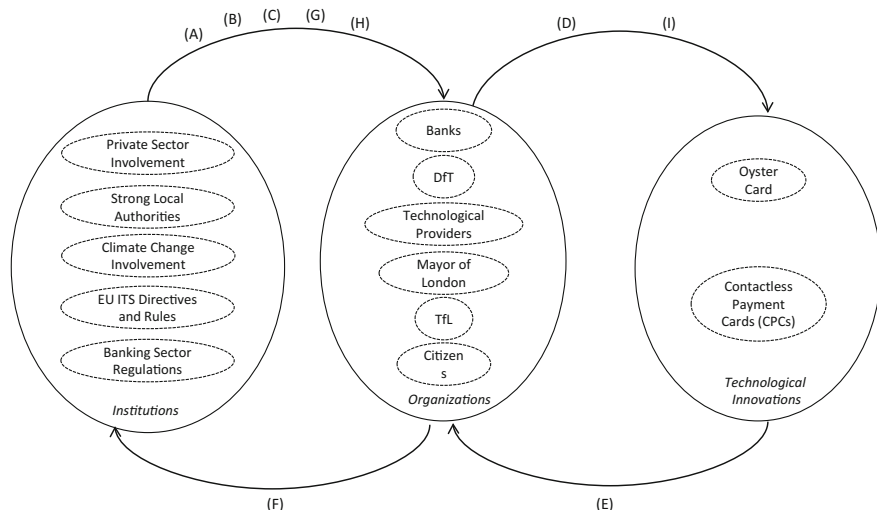 (A) (B) (C) (G) (H)
(D) (I)
Private Sector
Involvement
Strong Local
Authorities
Climate Change
Involvement
EU ITS Directives
and Rules
Banking Sector
Regulations
Institutions
Banks
DfT
Technological
Providers
Mayor of
London
TfL
Citizen
s
Organizations
Oyster
Card
Contactless
Payment
Cards (CPCs)
Technological
Innovations
(F)
(E)